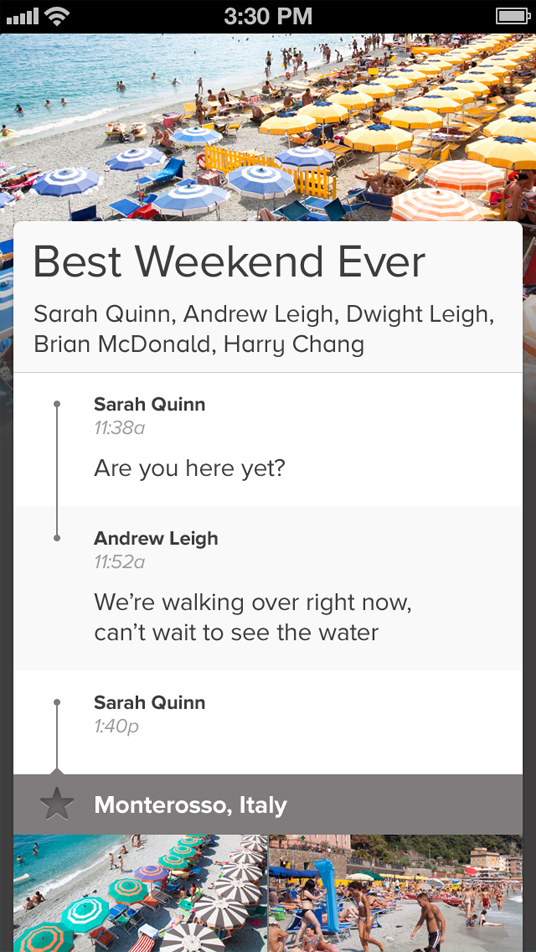 3:30 PM
Best Weekend Ever
Sarah Quinn, Andrew Leigh, Dwight Leigh,
Brian McDonald, Harry Chang
Sarah Quinn
11:38a
Are you here yet?
Andrew Leigh
11:52a
We’re walking over right now,
can’t wait to see the water
Sarah Quinn
1:40p
Monterosso, Italy